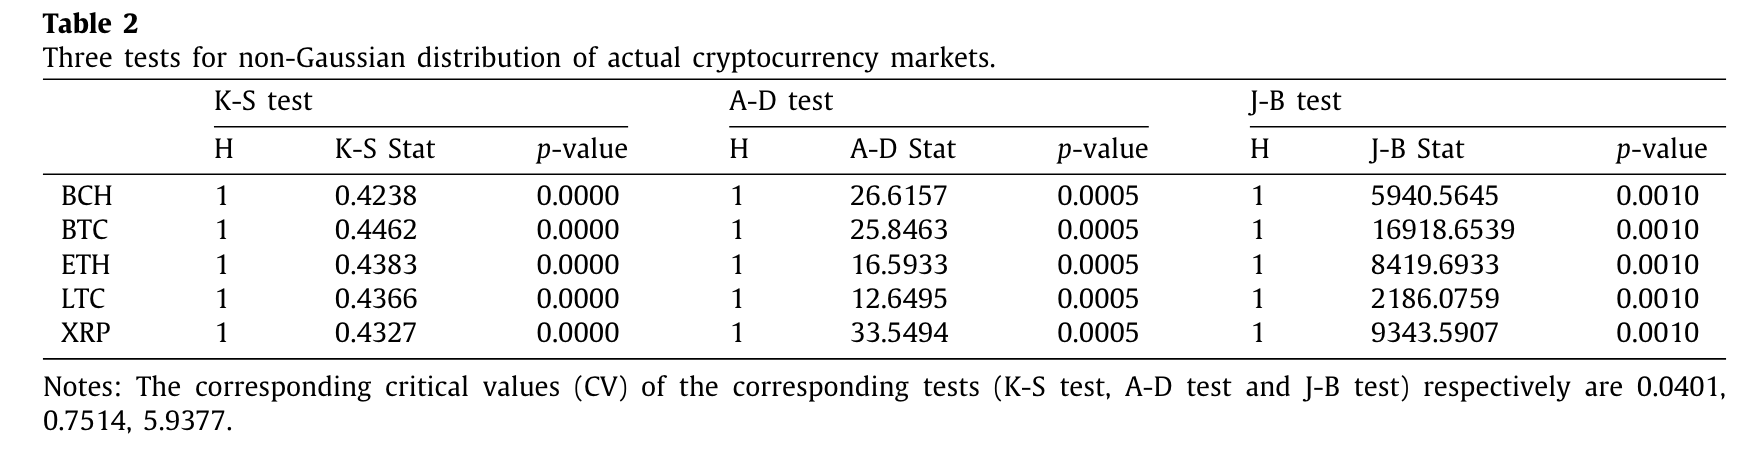 Table 2
Three tests for non-Gaussian distribution of actual cryptocurrency markets.
K-S test A-D test J-B test
H K-S Stat p-value H A-D Stat p-value H J-B Stat p-value
BCH 1 0.4238 0.0000 1 26.6157 0.0005 1 5940.5645 0.0010
BTC 1 0.4462 0.0000 1 25.8463 0.0005 1 16918.6539 0.0010
ETH 1 0.4383 0.0000 1 16.5933 0.0005 1 8419.6933 0.0010
LTC 1 0.4366 0.0000 1 12.6495 0.0005 1 2186.0759 0.0010
XRP 1 0.4327 0.0000 1 33.5494 0.0005 1 9343.5907 0.0010
Notes: The corresponding critical values (CV) of the corresponding tests (K-S test, A-D test and J-B test) respectively are 0.0401,
0.7514, 5.9377.